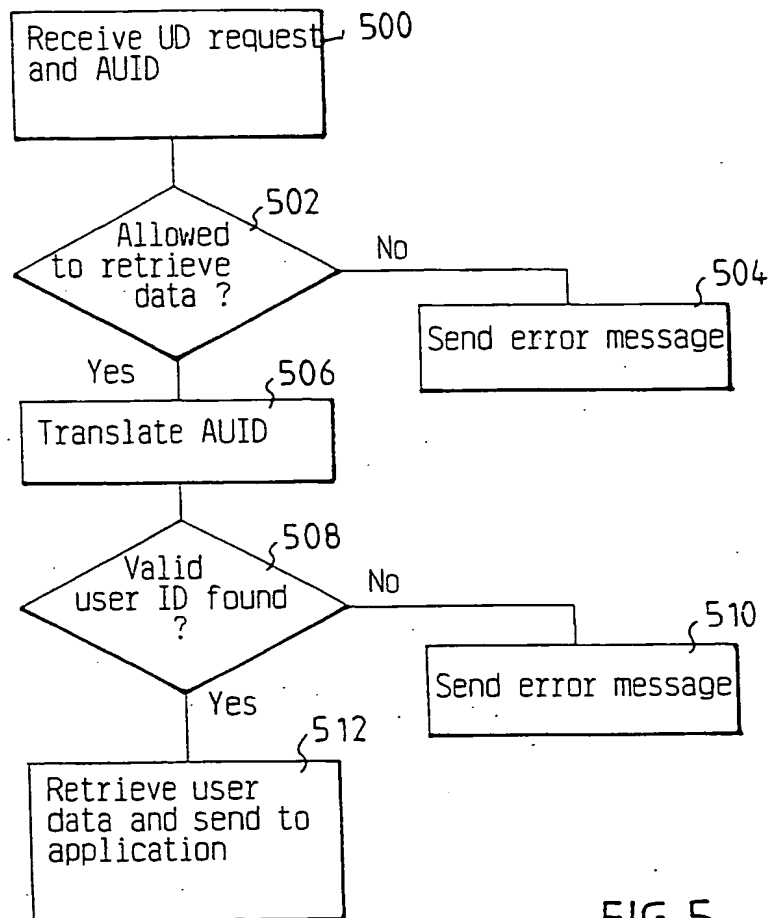 Receive UD request
and AUID
500
502
Allowed
to retrieve
data ?
No
504
Send error message
Yes
506
Translate AUID
508
Valid
user ID found
?
No
510
Send error message
Yes
512
Retrieve user
data and send to
application
FIG. 5